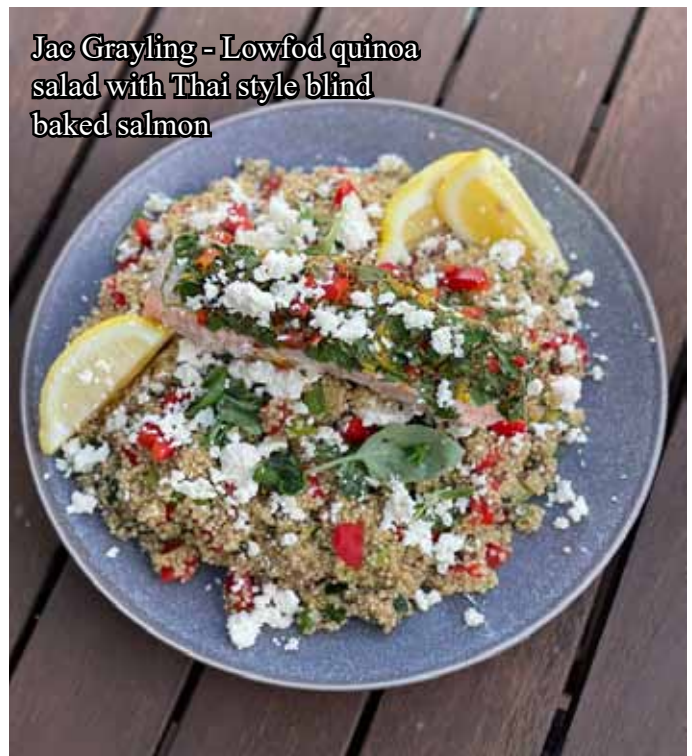 Jac Grayling - Lowfod quinoa
salad with Thai style blind
baked salmon